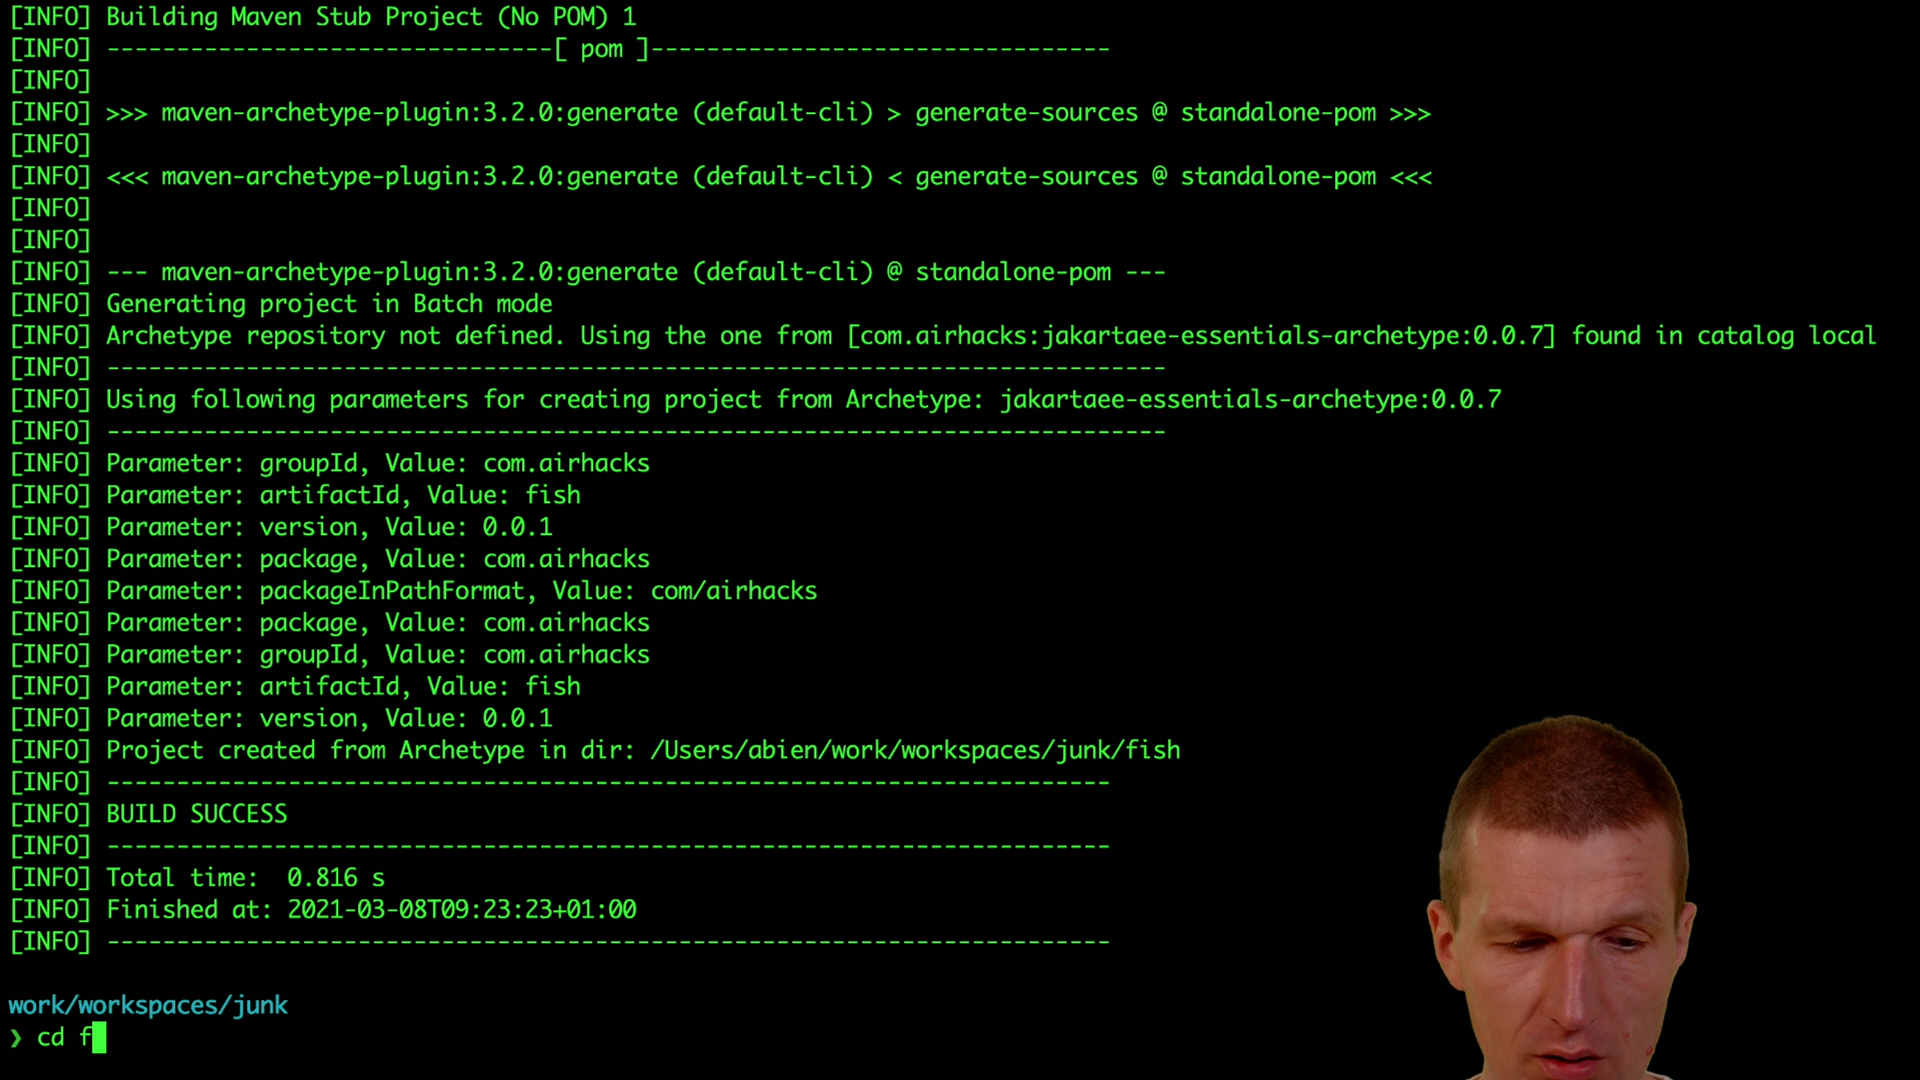 [INFO] Building Maven Stub Project (No POM) 1
[INFO] --------------------------------[ pom ]---------------------------------
[INFO]
[INFO] >>> maven-archetype-plugin:3.2.0:generate (default-cli) > generate-sources @ standalone-pom >>>
[INFO]
[INFO] <<< maven-archetype-plugin:3.2.0:generate (default-cli) < generate-sources @ standalone-pom <<<
[INFO]
[INFO]
[INFO] --- maven-archetype-plugin:3.2.0:generate (default-cli) @ standalone-pom ---
[INFO] Generating project in Batch mode
[INFO] Archetype repository not defined. Using the one from [com.airhacks:jakartaee-essentials-archetype:0.0.7] found in catalog local
[INFO] ----------------------------------------------------------------------------
[INFO] Using following parameters for creating project from Archetype: jakartaee-essentials-archetype:0.0.7
[INFO] ----------------------------------------------------------------------------
[INFO] Parameter: groupId, Value: com.airhacks
[INFO] Parameter: artifactId, Value: fish
[INFO] Parameter: version, Value: 0.0.1
[INFO] Parameter: package, Value: com.airhacks
[INFO] Parameter: packageInPathFormat, Value: com/airhacks
[INFO] Parameter: package, Value: com.airhacks
[INFO] Parameter: groupId, Value: com.airhacks
[INFO] Parameter: artifactId, Value: fish
[INFO] Parameter: version, Value: 0.0.1
[INFO] Project created from Archetype in dir: /Users/abien/work/workspaces/junk/fish
[INFO] ------------------------------------------------------------------------
[INFO] BUILD SUCCESS
[INFO] ------------------------------------------------------------------------
[INFO] Total time:  0.816 s
[INFO] Finished at: 2021-03-08T09:23:23+01:00
[INFO] ------------------------------------------------------------------------
work/workspaces/junk
❯ cd f